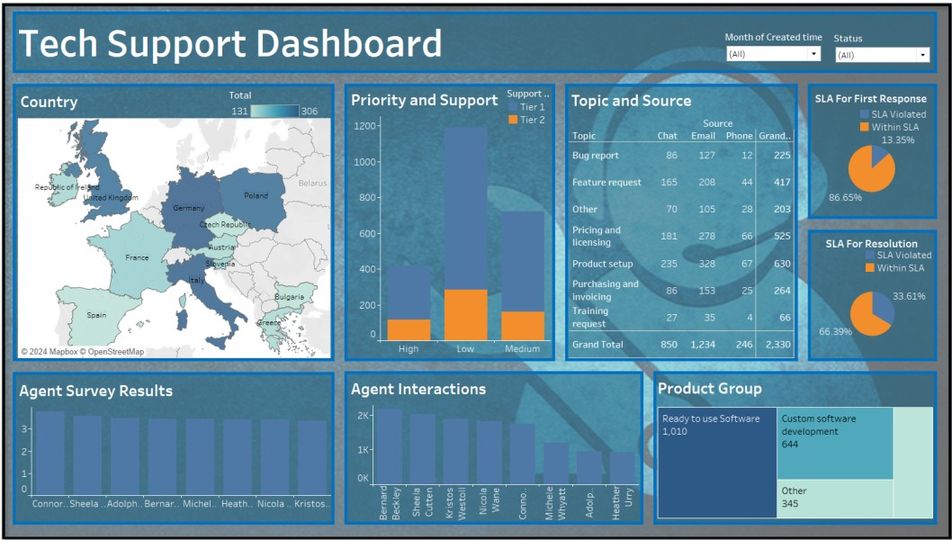 Tech Support Dashboard
Month of Created time
Status
(All)
(All)
Country
Total
131
306
Republic of Ireland
United Kingdom
Belarus
Poland
Germany
Czech Republic
Austria
Slovenia
France
Italy
Bulgaria
Spain
Greece
© 2024 Mapbox © OpenStreetMap
Priority and Support
Support ..
Tier 1
Tier 2
1200
1000
800
600
400
200
0
High Low Medium
Topic and Source
Source
Topic Chat Email Phone Grand..
Bug report 86 127 12 225
Feature request 165 208 44 417
Other 70 105 28 203
Pricing and
licensing 181 278 66 525
Product setup 235 328 67 630
Purchasing and
invoicing 86 153 25 264
Training
request 27 35 4 66
Grand Total 850 1,234 246 2,330
SLA For First Response
SLA Violated
Within SLA
13.35%
86.65%
SLA For Resolution
SLA Violated
Within SLA
33.61%
66.39%
Agent Survey Results
3
2
1
0
Connor.. Sheela .. Adolph.. Bernar.. Michel.. Heath.. Nicola .. Kristos..
Agent Interactions
2K
1K
0K
Bernard
Beckley
Sheela
Cutten
Kristos
Westoll
Nicola
Wane
Conno..
Michele
Whyatt
Adolp..
Heather
Urry
Product Group
Ready to use Software
1,010
Custom software
development
644
Other
345